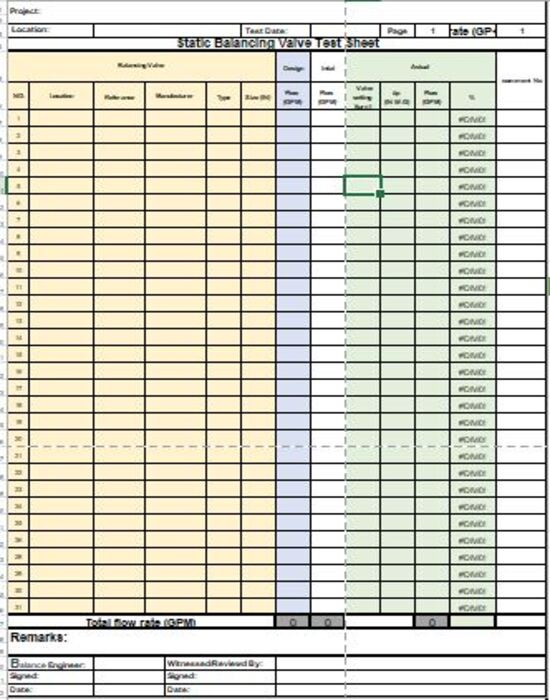 Project:
Location: Test Date: Page 1 rate (GP 1
Static Balancing Valve Test Sheet
Balancing Valve Design Initial Actual
NO. Location Reference Manufacturer Type Size (IN) Flow (GPM) Flow (GPM) Valve setting Δp Flow (GPM) %
1 #DIV/0!
2 #DIV/0!
3 #DIV/0!
4 #DIV/0!
5 #DIV/0!
6 #DIV/0!
7 #DIV/0!
8 #DIV/0!
9 #DIV/0!
10 #DIV/0!
11 #DIV/0!
12 #DIV/0!
13 #DIV/0!
14 #DIV/0!
15 #DIV/0!
16 #DIV/0!
17 #DIV/0!
18 #DIV/0!
19 #DIV/0!
20 #DIV/0!
21 #DIV/0!
22 #DIV/0!
23 #DIV/0!
24 #DIV/0!
25 #DIV/0!
26 #DIV/0!
28 #DIV/0!
29 #DIV/0!
30 #DIV/0!
31 #DIV/0!
Total flow rate (GPM) 0 0 0
Remarks:
Balance Engineer: Witnessed/Reviewed By:
Signed: Signed:
Date: Date: